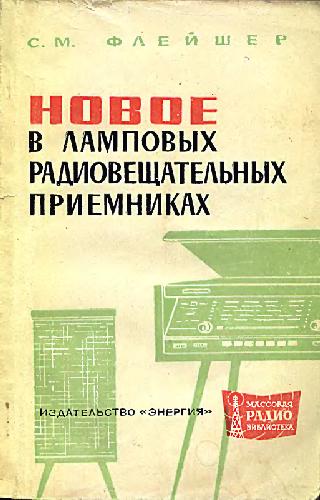 С. М. ФЛЕЙШЕР
НОВОЕ
В ЛАМПОВЫХ
РАДИОВЕЩАТЕЛЬНЫХ
ПРИЕМНИКАХ
ИЗДАТЕЛЬСТВО «ЭНЕРГИЯ»
МАССОВАЯ
РАДИО
БИБЛИОТЕКА